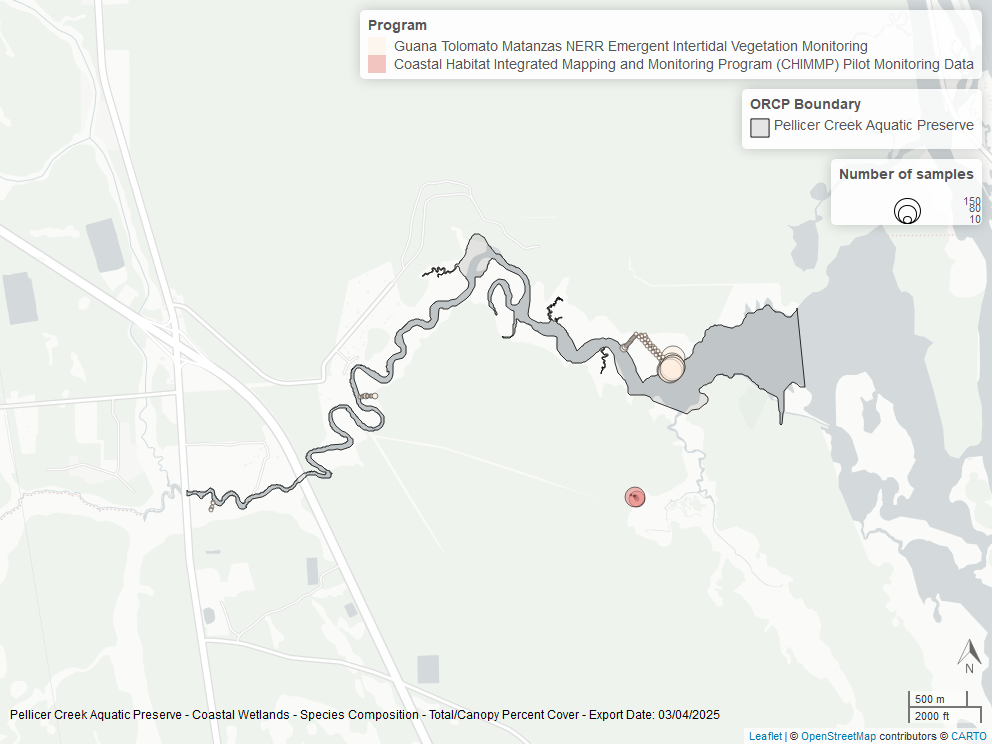 Program
Guana Tolomato Matanzas NERR Emergent Intertidal Vegetation Monitoring
Coastal Habitat Integrated Mapping and Monitoring Program (CHIMMP) Pilot Monitoring Data
ORCP Boundary
Pellicer Creek Aquatic Preserve
Number of samples
150
80
10
N
500 m
2000 ft
Pellicer Creek Aquatic Preserve - Coastal Wetlands - Species Composition - Total/Canopy Percent Cover - Export Date: 03/04/2025
Leaflet | © OpenStreetMap contributors © CARTO